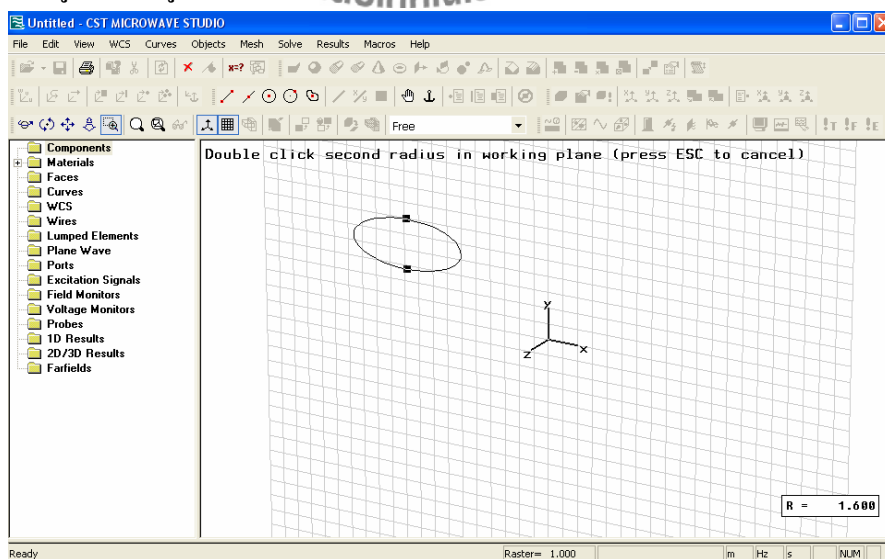 Untitled - CST MICROWAVE STUDIO
File Edit View WCS Curves Objects Mesh Solve Results Macros Help
x=?
Free
!T !F !E
Components
Materials
Faces
Curves
WCS
Wires
Lumped Elements
Plane Wave
Ports
Excitation Signals
Field Monitors
Voltage Monitors
Probes
1D Results
2D/3D Results
Farfields
Double click second radius in working plane (press ESC to cancel)
y
z
x
R = 1.600
Ready
Raster= 1.000
m Hz s NUM